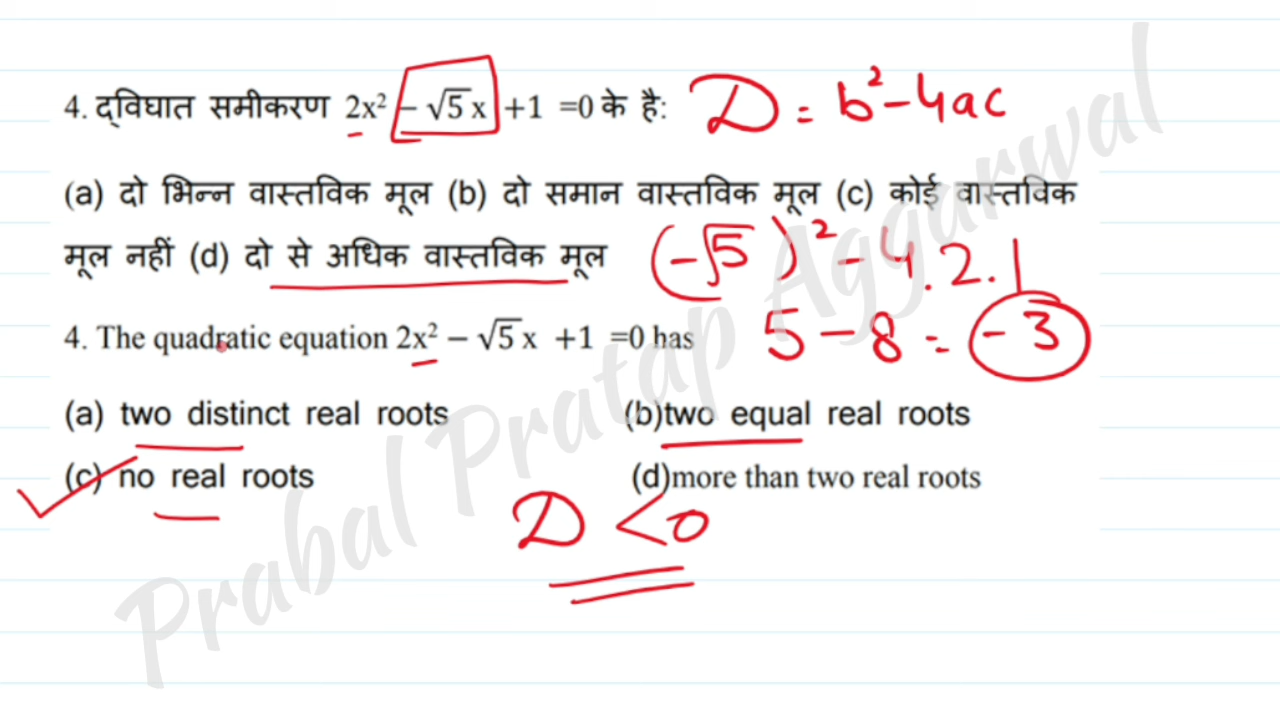 4. द्विघात समीकरण 2x² − √5x +1 =0 के है: D = b² - 4ac
(a) दो भिन्न वास्तविक मूल (b) दो समान वास्तविक मूल (c) कोई वास्तविक
मूल नहीं (d) दो से अधिक वास्तविक मूल (-√5)² - 4.2.1
4. The quadratic equation 2x² − √5x +1 =0 has 5 - 8 = -3
(a) two distinct real roots (b)two equal real roots
(c) no real roots (d)more than two real roots
D < 0
Prabal Pratap Aggarwal